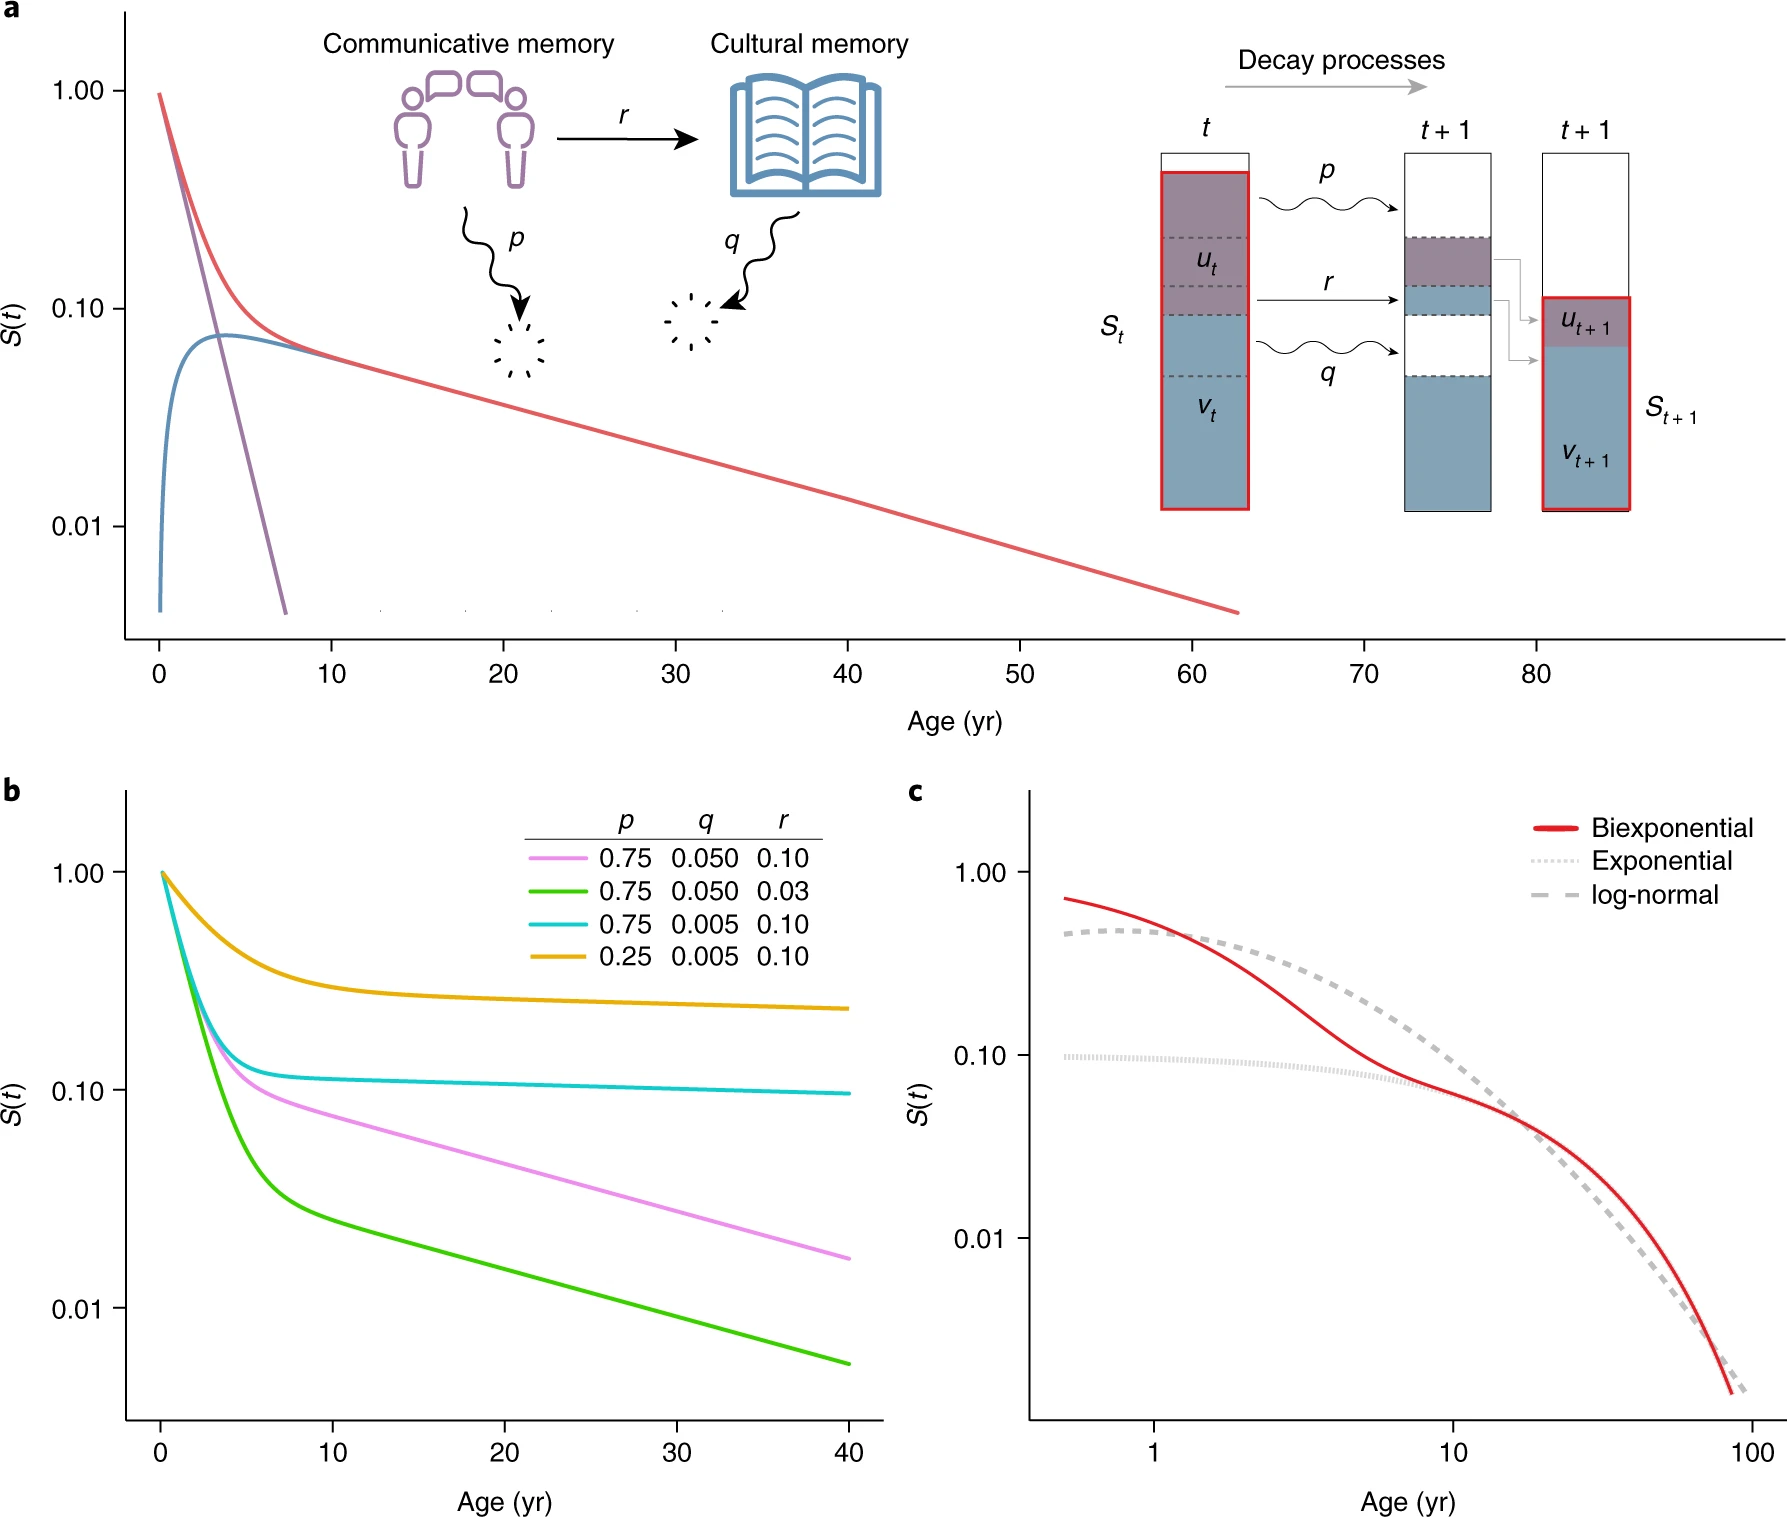 a
Communicative memory
Cultural memory
Decay processes
r
p
q
t
t + 1
t + 1
p
r
q
u_t
v_t
S_t
u_{t+1}
v_{t+1}
S_{t+1}
S(t)
1.00
0.10
0.01
0 10 20 30 40 50 60 70 80
Age (yr)
b
p q r
0.75 0.050 0.10
0.75 0.050 0.03
0.75 0.005 0.10
0.25 0.005 0.10
S(t)
1.00
0.10
0.01
0 10 20 30 40
Age (yr)
c
Biexponential
Exponential
log-normal
S(t)
1.00
0.10
0.01
1 10 100
Age (yr)